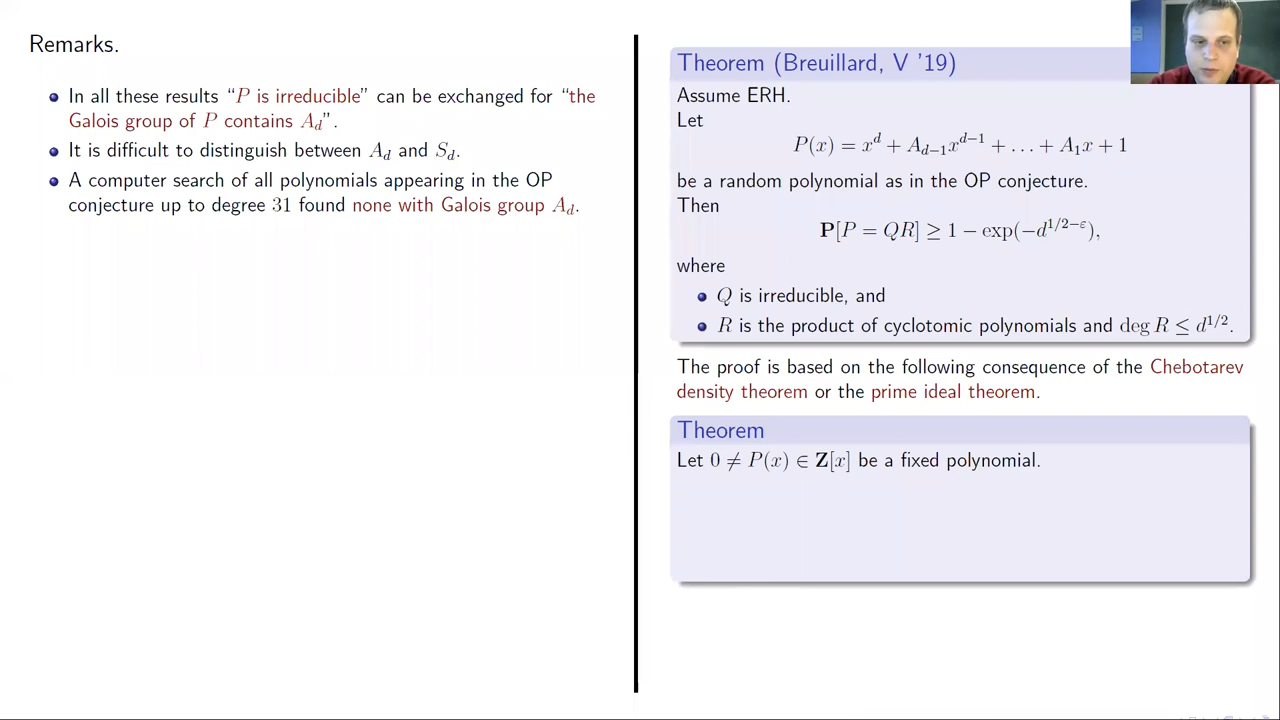 Remarks.
In all these results “P is irreducible” can be exchanged for “the
Galois group of P contains A_d”.
It is difficult to distinguish between A_d and S_d.
A computer search of all polynomials appearing in the OP
conjecture up to degree 31 found none with Galois group A_d.
Theorem (Breuillard, V ’19)
Assume ERH.
Let
P(x) = x^d + A_{d−1}x^{d−1} + . . . + A_1x + 1
be a random polynomial as in the OP conjecture.
Then
P[P = QR] ≥ 1 − exp(−d^{1/2−ε}),
where
Q is irreducible, and
R is the product of cyclotomic polynomials and deg R ≤ d^{1/2}.
The proof is based on the following consequence of the Chebotarev
density theorem or the prime ideal theorem.
Theorem
Let 0 ≠ P(x) ∈ Z[x] be a fixed polynomial.